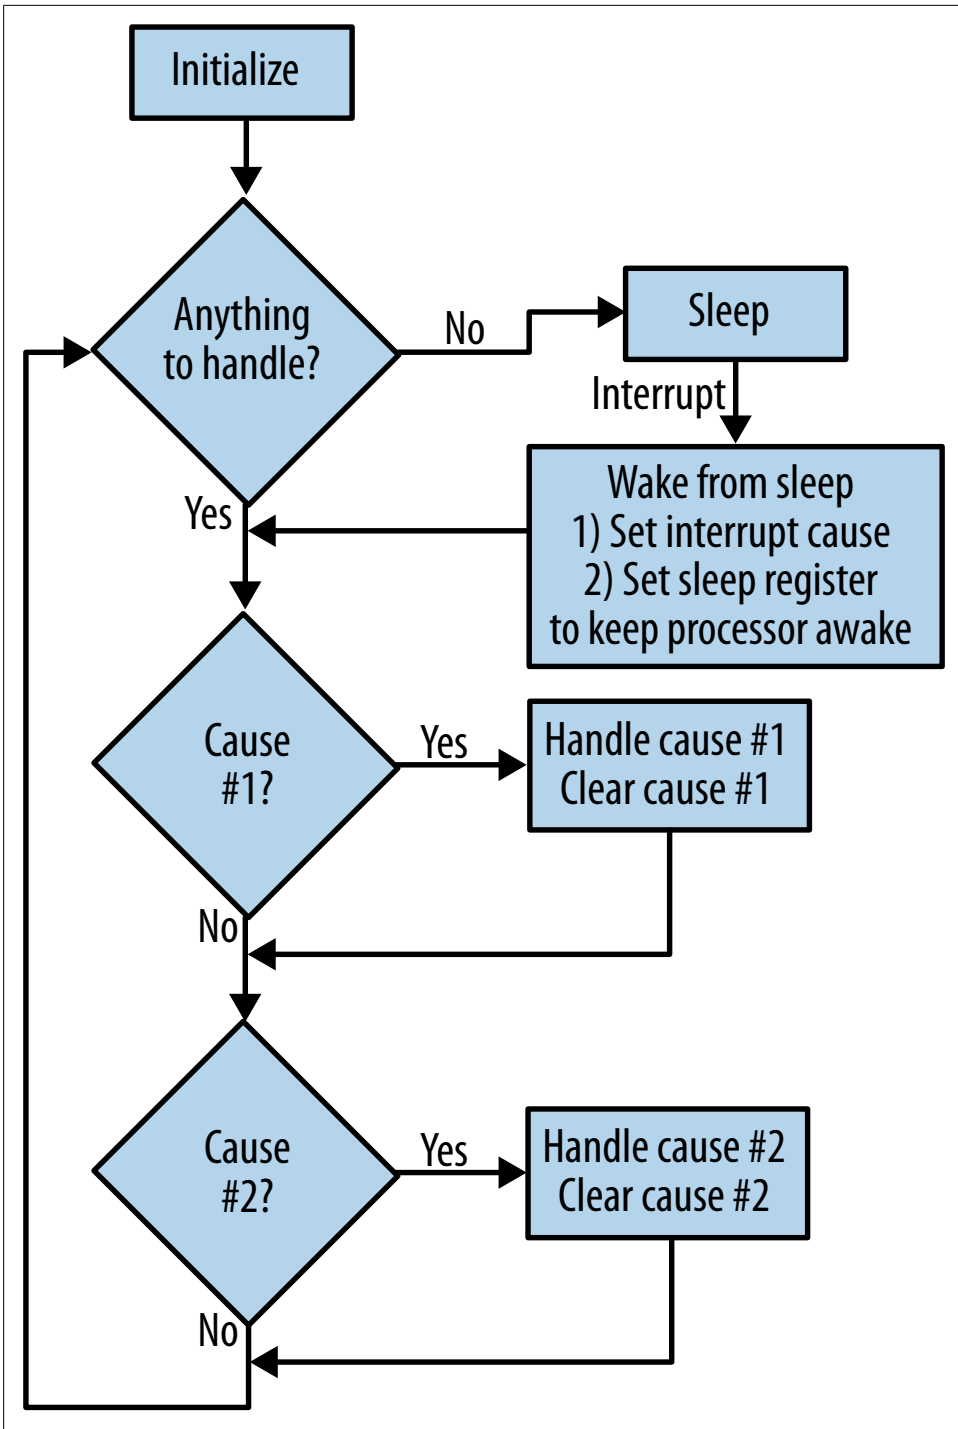 Initialize
Anything
to handle?
No
Sleep
Interrupt
Wake from sleep
1) Set interrupt cause
2) Set sleep register
to keep processor awake
Yes
Cause
#1?
Yes
Handle cause #1
Clear cause #1
No
Cause
#2?
Yes
Handle cause #2
Clear cause #2
No